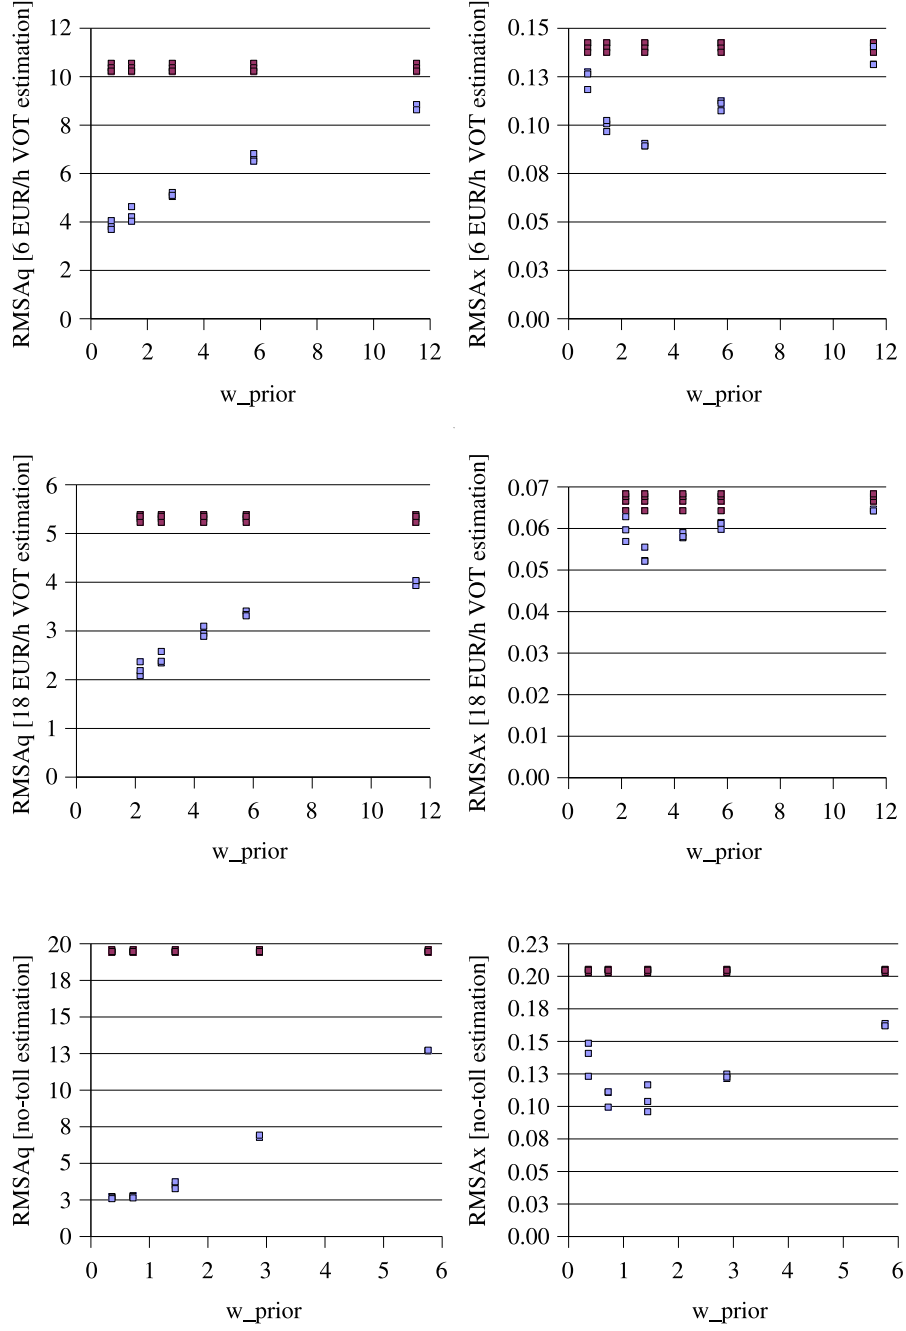 RMSAq [6 EUR/h VOT estimation]
12
10
8
6
4
2
0
0 2 4 6 8 10 12
w_prior
RMSAx [6 EUR/h VOT estimation]
0.15
0.13
0.10
0.08
0.05
0.03
0.00
0 2 4 6 8 10 12
w_prior
RMSAq [18 EUR/h VOT estimation]
6
5
4
3
2
1
0
0 2 4 6 8 10 12
w_prior
RMSAx [18 EUR/h VOT estimation]
0.07
0.06
0.05
0.04
0.03
0.02
0.01
0.00
0 2 4 6 8 10 12
w_prior
RMSAq [no-toll estimation]
20
18
15
13
10
8
5
3
0
0 1 2 3 4 5 6
w_prior
RMSAx [no-toll estimation]
0.23
0.20
0.18
0.15
0.13
0.10
0.08
0.05
0.03
0.00
0 1 2 3 4 5 6
w_prior